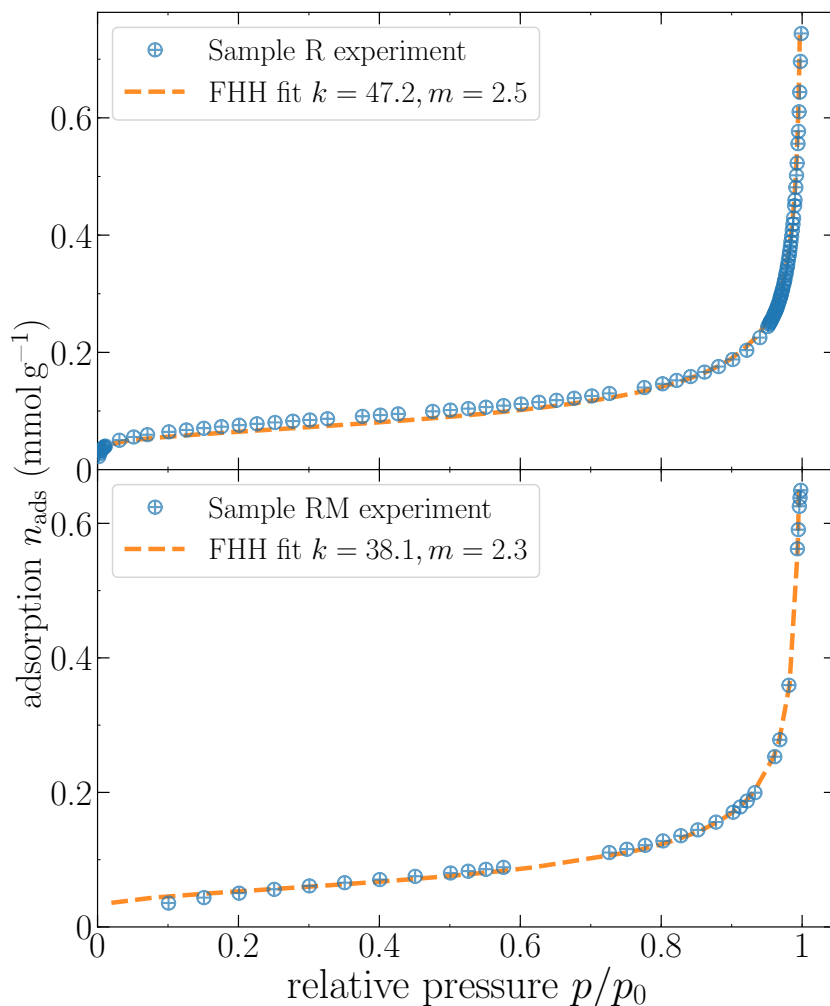 Sample R experiment
FHH fit k = 47.2, m = 2.5
0.6
0.4
0.2
0
adsorption n_ads (mmol g⁻¹)
Sample RM experiment
FHH fit k = 38.1, m = 2.3
0.6
0.4
0.2
0
0 0.2 0.4 0.6 0.8 1
relative pressure p/p₀